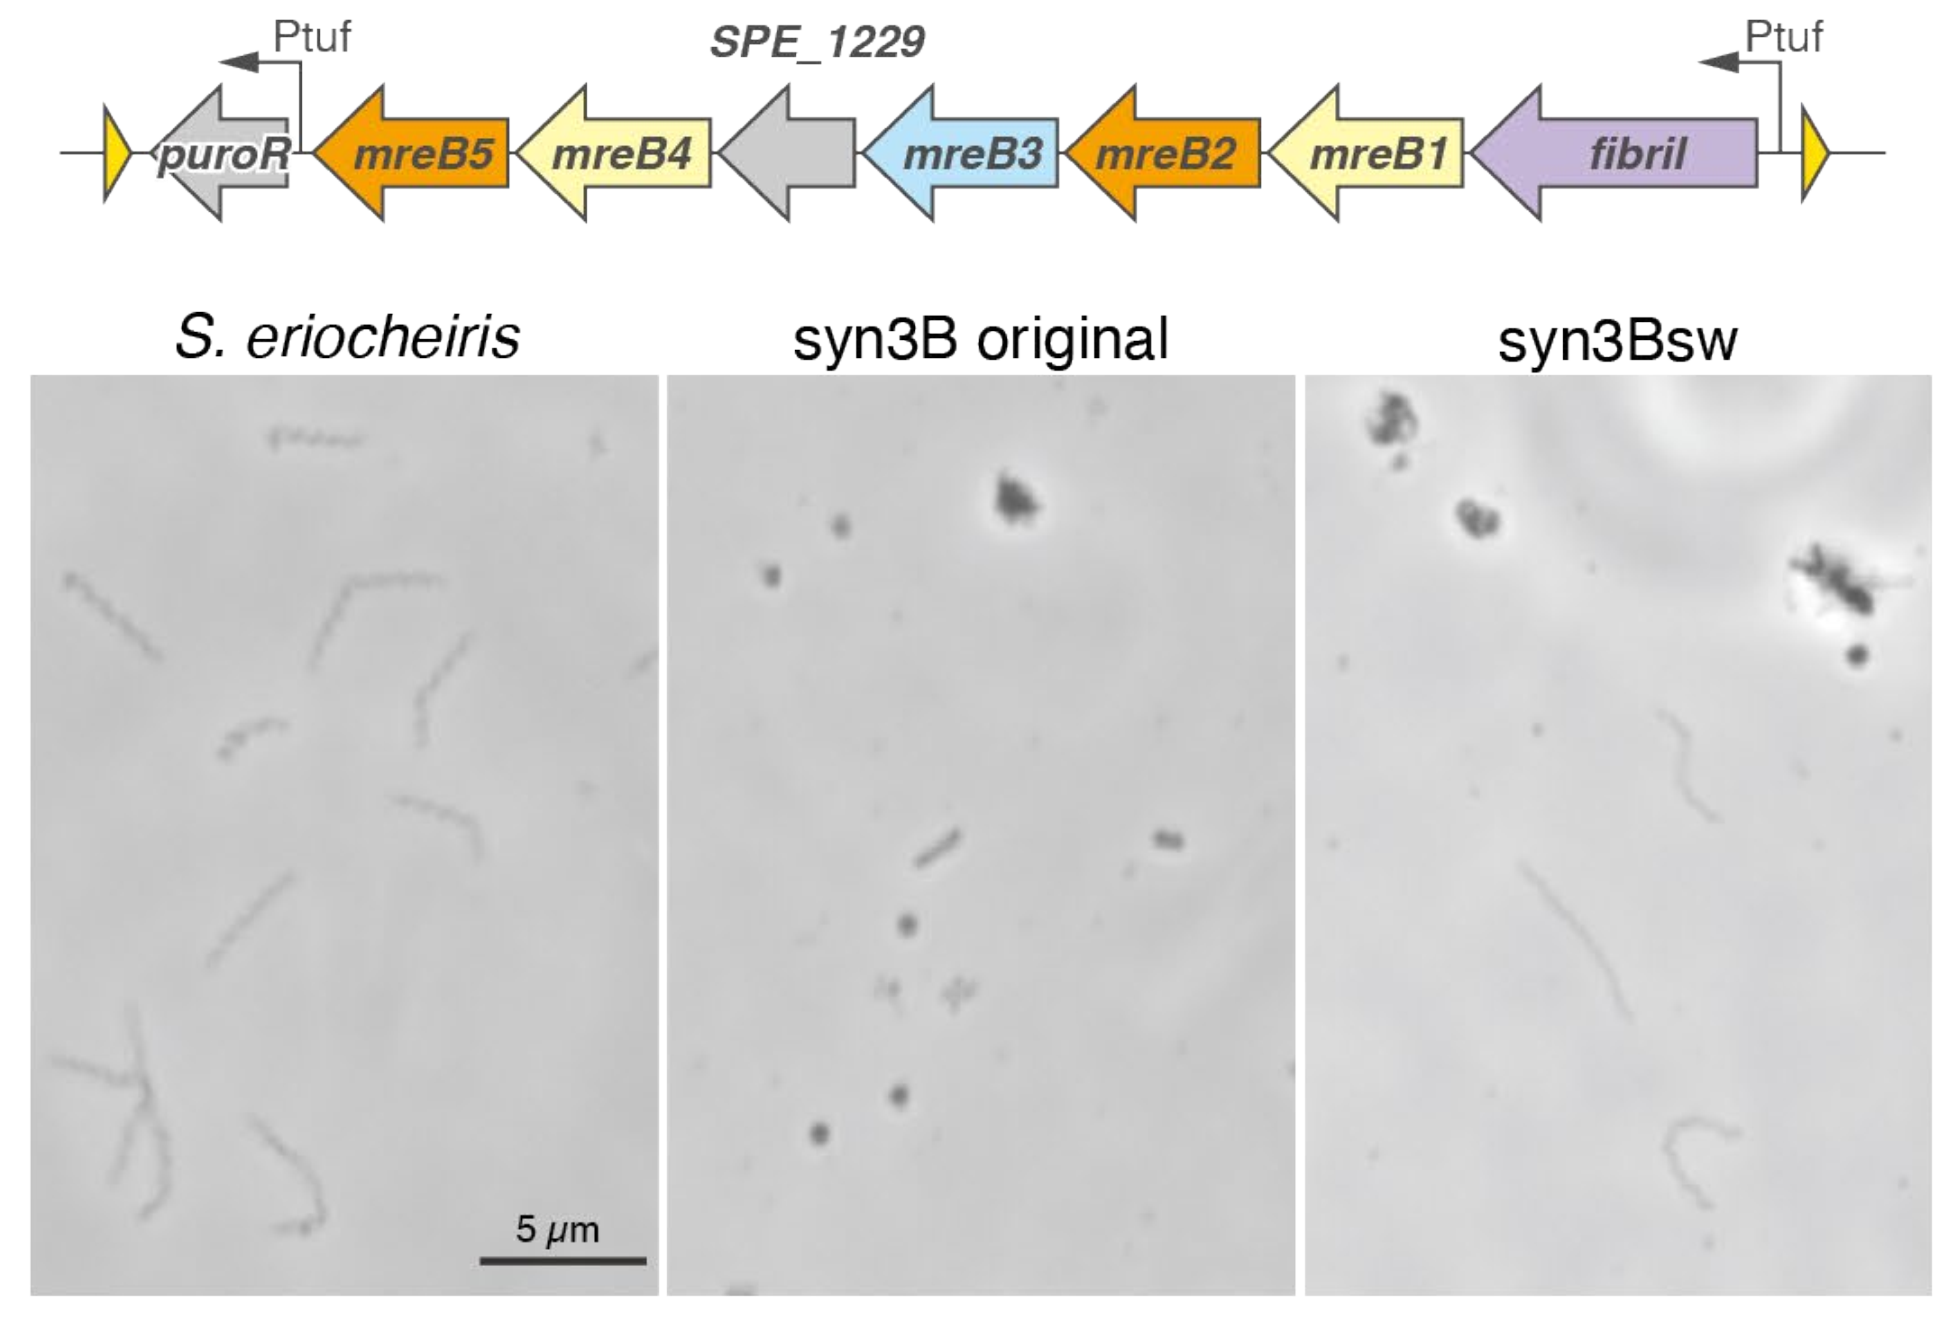 Ptuf
SPE_1229
Ptuf
puroR
mreB5
mreB4
mreB3
mreB2
mreB1
fibril
S. eriocheiris
syn3B original
syn3Bsw
5 µm